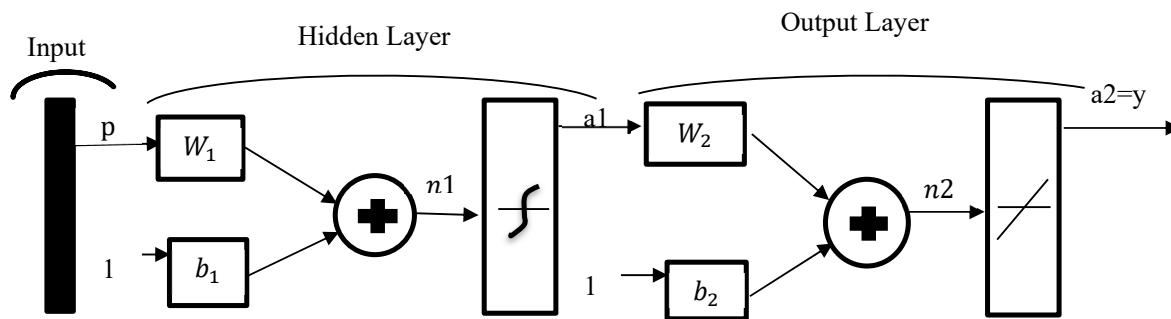 Input
Hidden Layer
Output Layer
p
W₁
1
b₁
n1
a1
W₂
1
b₂
n2
a2=y